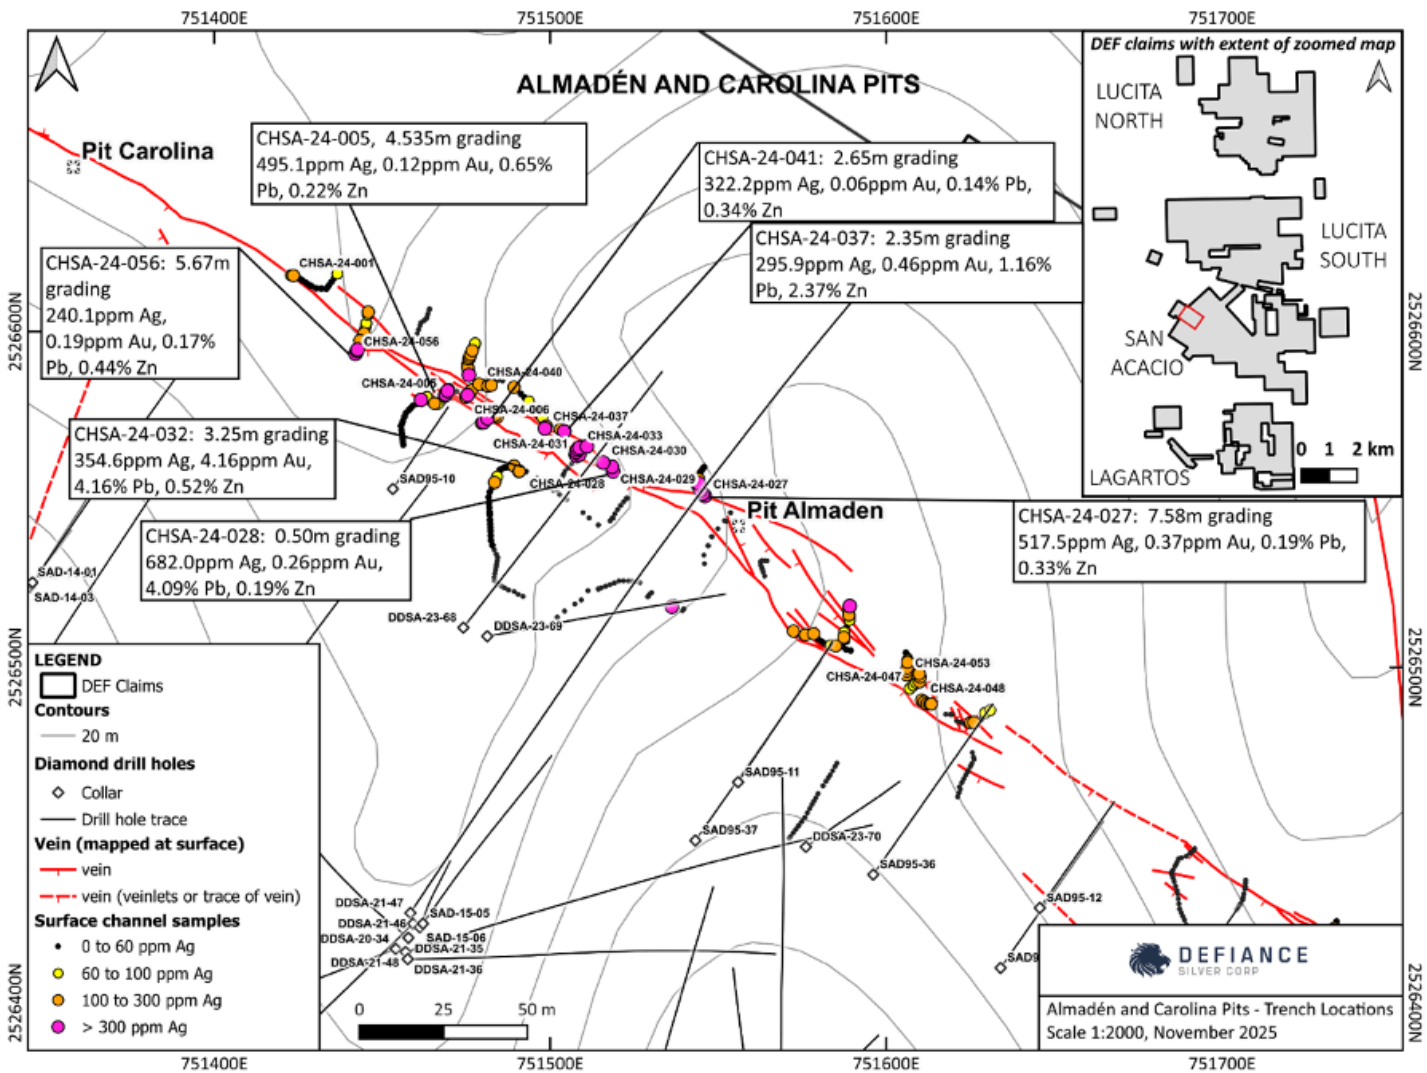 751400E
751500E
751600E
751700E
ALMADÉN AND CAROLINA PITS
DEF claims with extent of zoomed map
LUCITA
NORTH
LUCITA
SOUTH
SAN
ACACIO
LAGARTOS
0 1 2 km
Pit Carolina
CHSA-24-005, 4.535m grading
495.1ppm Ag, 0.12ppm Au, 0.65%
Pb, 0.22% Zn
CHSA-24-041: 2.65m grading
322.2ppm Ag, 0.06ppm Au, 0.14% Pb,
0.34% Zn
CHSA-24-037: 2.35m grading
295.9ppm Ag, 0.46ppm Au, 1.16%
Pb, 2.37% Zn
CHSA-24-056: 5.67m
grading
240.1ppm Ag,
0.19ppm Au, 0.17%
Pb, 0.44% Zn
CHSA-24-032: 3.25m grading
354.6ppm Ag, 4.16ppm Au,
4.16% Pb, 0.52% Zn
CHSA-24-028: 0.50m grading
682.0ppm Ag, 0.26ppm Au,
4.09% Pb, 0.19% Zn
CHSA-24-027: 7.58m grading
517.5ppm Ag, 0.37ppm Au, 0.19% Pb,
0.33% Zn
CHSA-24-001
CHSA-24-056
CHSA-24-005
CHSA-24-040
CHSA-24-006
CHSA-24-037
CHSA-24-031
CHSA-24-033
CHSA-24-030
CHSA-24-028
CHSA-24-029
CHSA-24-027
Pit Almaden
SAD95-10
SAD-14-01
SAD-14-03
DDSA-23-68
DDSA-23-69
CHSA-24-053
CHSA-24-047
CHSA-24-048
SAD95-11
SAD95-37
DDSA-23-70
SAD95-36
SAD95-12
SAD9
DDSA-21-47
SAD-15-05
DDSA-21-46
DDSA-20-34
SAD-15-06
DDSA-21-35
DDSA-21-48
DDSA-21-36
2526600N
2526500N
2526400N
2526600N
2526500N
2526400N
LEGEND
DEF Claims
Contours
20 m
Diamond drill holes
Collar
Drill hole trace
Vein (mapped at surface)
vein
vein (veinlets or trace of vein)
Surface channel samples
0 to 60 ppm Ag
60 to 100 ppm Ag
100 to 300 ppm Ag
> 300 ppm Ag
0 25 50 m
DEFIANCE
SILVER CORP
Almadén and Carolina Pits - Trench Locations
Scale 1:2000, November 2025
751400E
751500E
751600E
751700E